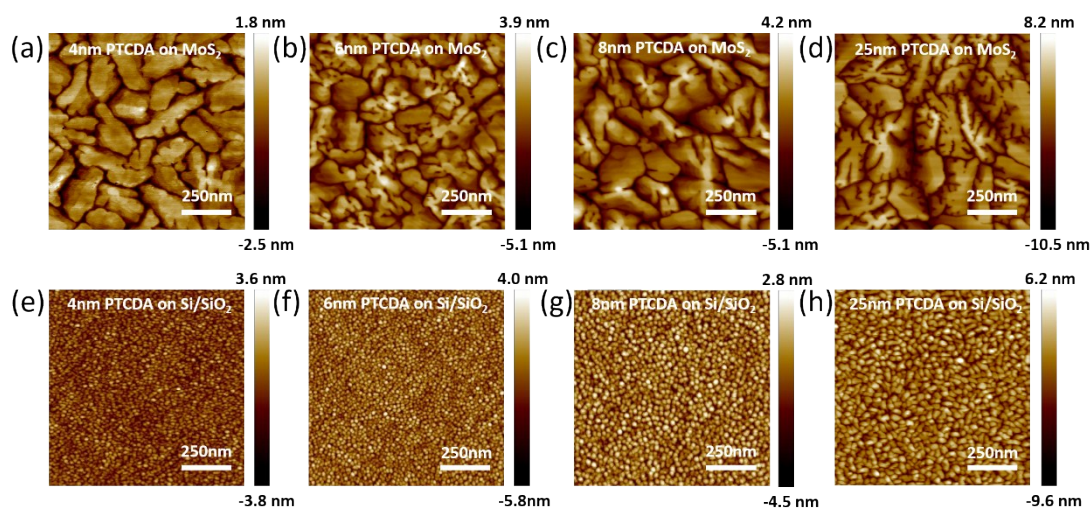 1.8 nm
3.9 nm
4.2 nm
8.2 nm
(a)
4nm PTCDA on MoS₂
(b)
6nm PTCDA on MoS₂
(c)
8nm PTCDA on MoS₂
(d)
25nm PTCDA on MoS₂
250nm
250nm
250nm
250nm
-2.5 nm
-5.1 nm
-5.1 nm
-10.5 nm
3.6 nm
4.0 nm
2.8 nm
6.2 nm
(e)
4nm PTCDA on Si/SiO₂
(f)
6nm PTCDA on Si/SiO₂
(g)
8nm PTCDA on Si/SiO₂
(h)
25nm PTCDA on Si/SiO₂
250nm
250nm
250nm
250nm
-3.8 nm
-5.8nm
-4.5 nm
-9.6 nm